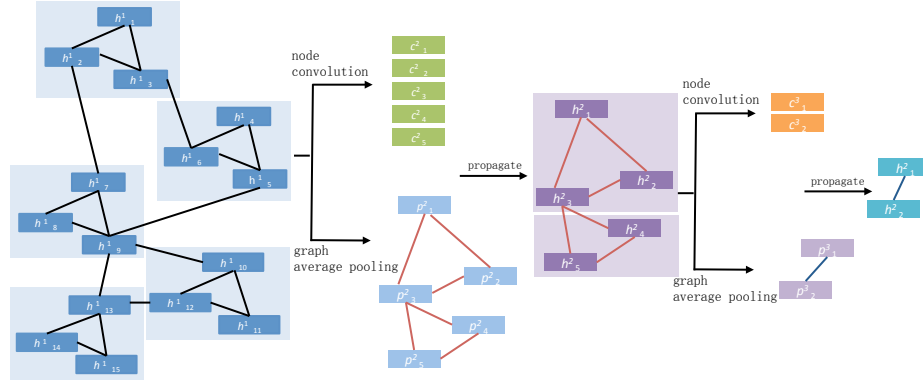 h¹₁
h¹₂
h¹₃
h¹₄
h¹₆
h¹₅
h¹₇
h¹₈
h¹₉
h¹₁₀
h¹₁₂
h¹₁₁
h¹₁₃
h¹₁₄
h¹₁₅
node
convolution
graph
average pooling
c²₁
c²₂
c²₃
c²₄
c²₅
p²₁
p²₂
p²₃
p²₄
p²₅
propagate
h²₁
h²₂
h²₃
h²₄
h²₅
node
convolution
graph
average pooling
c³₁
c³₂
p³₁
p³₂
propagate
h²₁
h²₂